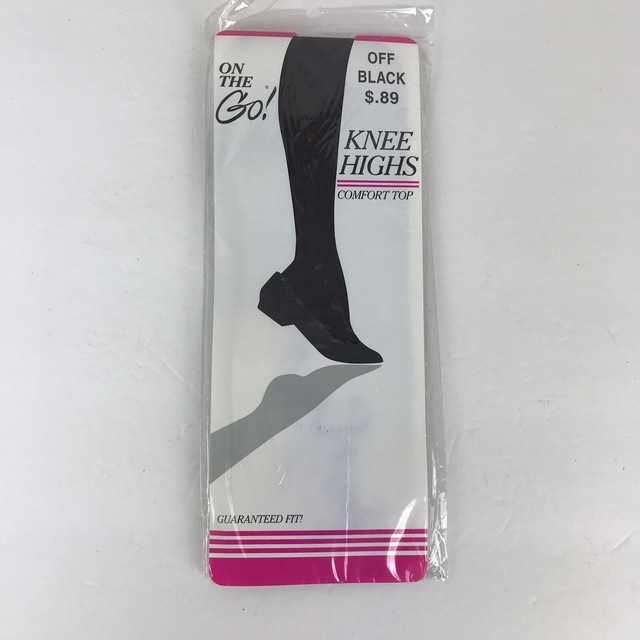 ON
THE
Go!
OFF
BLACK
$.89
KNEE
HIGHS
COMFORT TOP
GUARANTEED FIT!